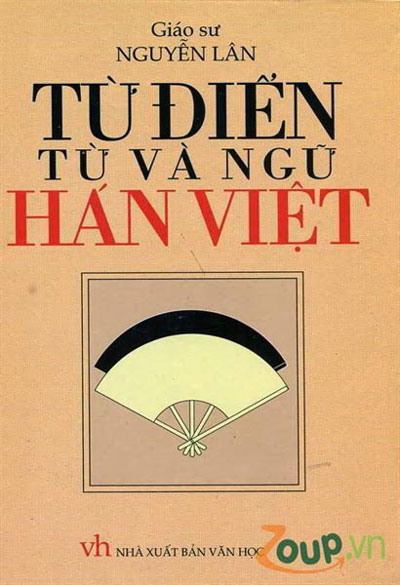 Giáo sư
NGUYỄN LÂN
TỪ ĐIỂN
TỪ VÀ NGỮ
HÁN VIỆT
vh NHÀ XUẤT BẢN VĂN HỌC
Zoup.vn